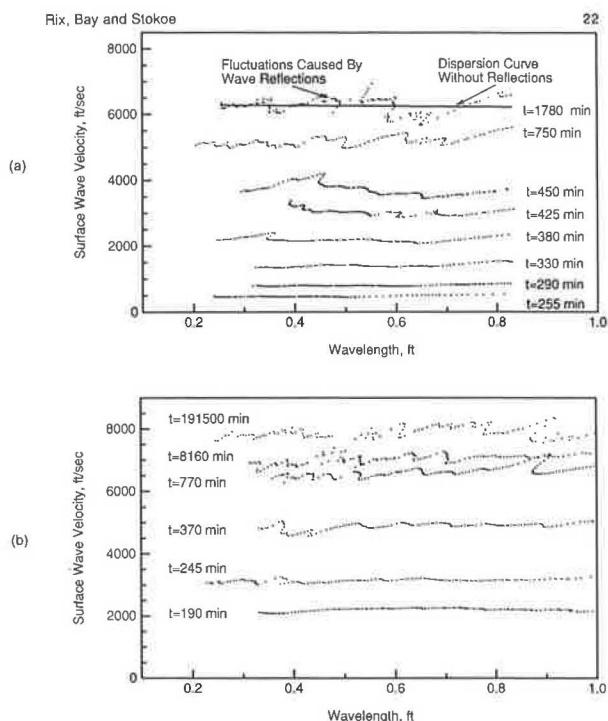 Rix, Bay and Stokoe
22
8000
6000
4000
2000
0
Surface Wave Velocity, ft/sec
(a)
Fluctuations Caused By
Wave Reflections
Dispersion Curve
Without Reflections
t=1780 min
t=750 min
t=450 min
t=425 min
t=380 min
t=330 min
t=290 min
t=255 min
0.2
0.4
0.6
0.8
1.0
Wavelength, ft
8000
6000
4000
2000
0
Surface Wave Velocity, ft/sec
(b)
t=191500 min
t=8160 min
t=770 min
t=370 min
t=245 min
t=190 min
0.2
0.4
0.6
0.8
1.0
Wavelength, ft